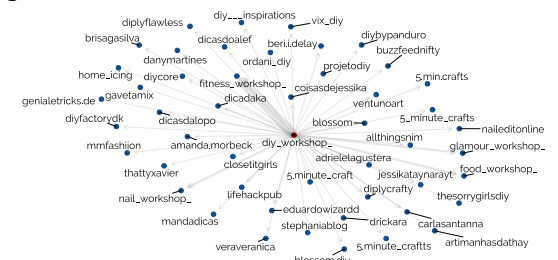 diy___inspirations
diplyflawless
vix_diy
brisagasilva
dicasdoalef
beri.i.delay
diybypanduro
danymartines
ordani_diy
buzzfeednifty
home_icing
diycore
fitness_workshop_
projetodiy
5.min.crafts
genialetricks.de
gavetamix
dicadaka
coisasdejessika
ventunoart
diyfactorydk
dicasdalopo
blossom
5_minute_crafts
naileditonline
mmfashiion
amanda.morbeck
diy_workshop_
allthingsnim
glamour_workshop_
closetitgirls
adrielelagustera
food_workshop_
thattyxavier
5.minute_craft
jessikataynarayt
nail_workshop_
lifehackpub
diplycrafty
thesorrygirlsdiy
mandadicas
eduardowizardd
drickara
carlasantanna
stephaniablog
veraveranica
5.minute_craftts
artimanhasdathay